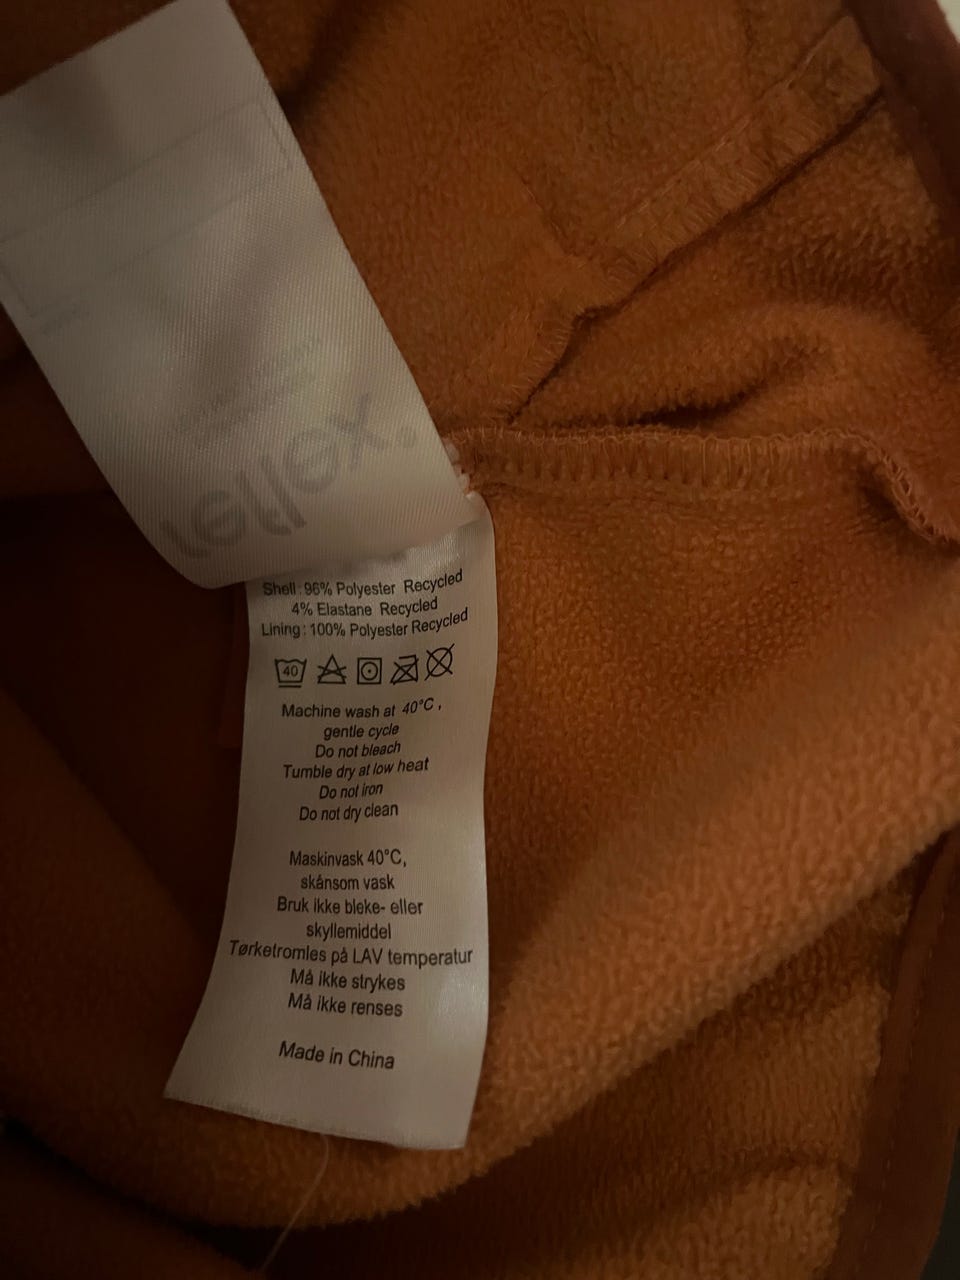 Shell : 96% Polyester Recycled
4% Elastane Recycled
Lining : 100% Polyester Recycled
40
Machine wash at 40°C ,
gentle cycle
Do not bleach
Tumble dry at low heat
Do not iron
Do not dry clean
Maskinvask 40°C,
skånsom vask
Bruk ikke bleke- eller
skyllemiddel
Tørketromles på LAV temperatur
Må ikke strykes
Må ikke renses
Made in China